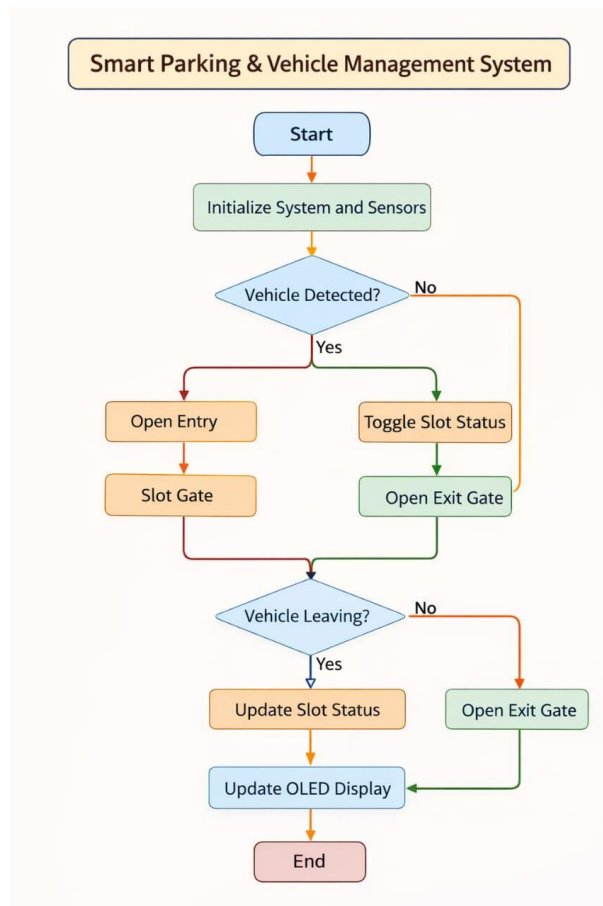 Smart Parking & Vehicle Management System
Start
Initialize System and Sensors
Vehicle Detected?
No
Yes
Open Entry
Toggle Slot Status
Slot Gate
Open Exit Gate
Vehicle Leaving?
No
Yes
Update Slot Status
Open Exit Gate
Update OLED Display
End